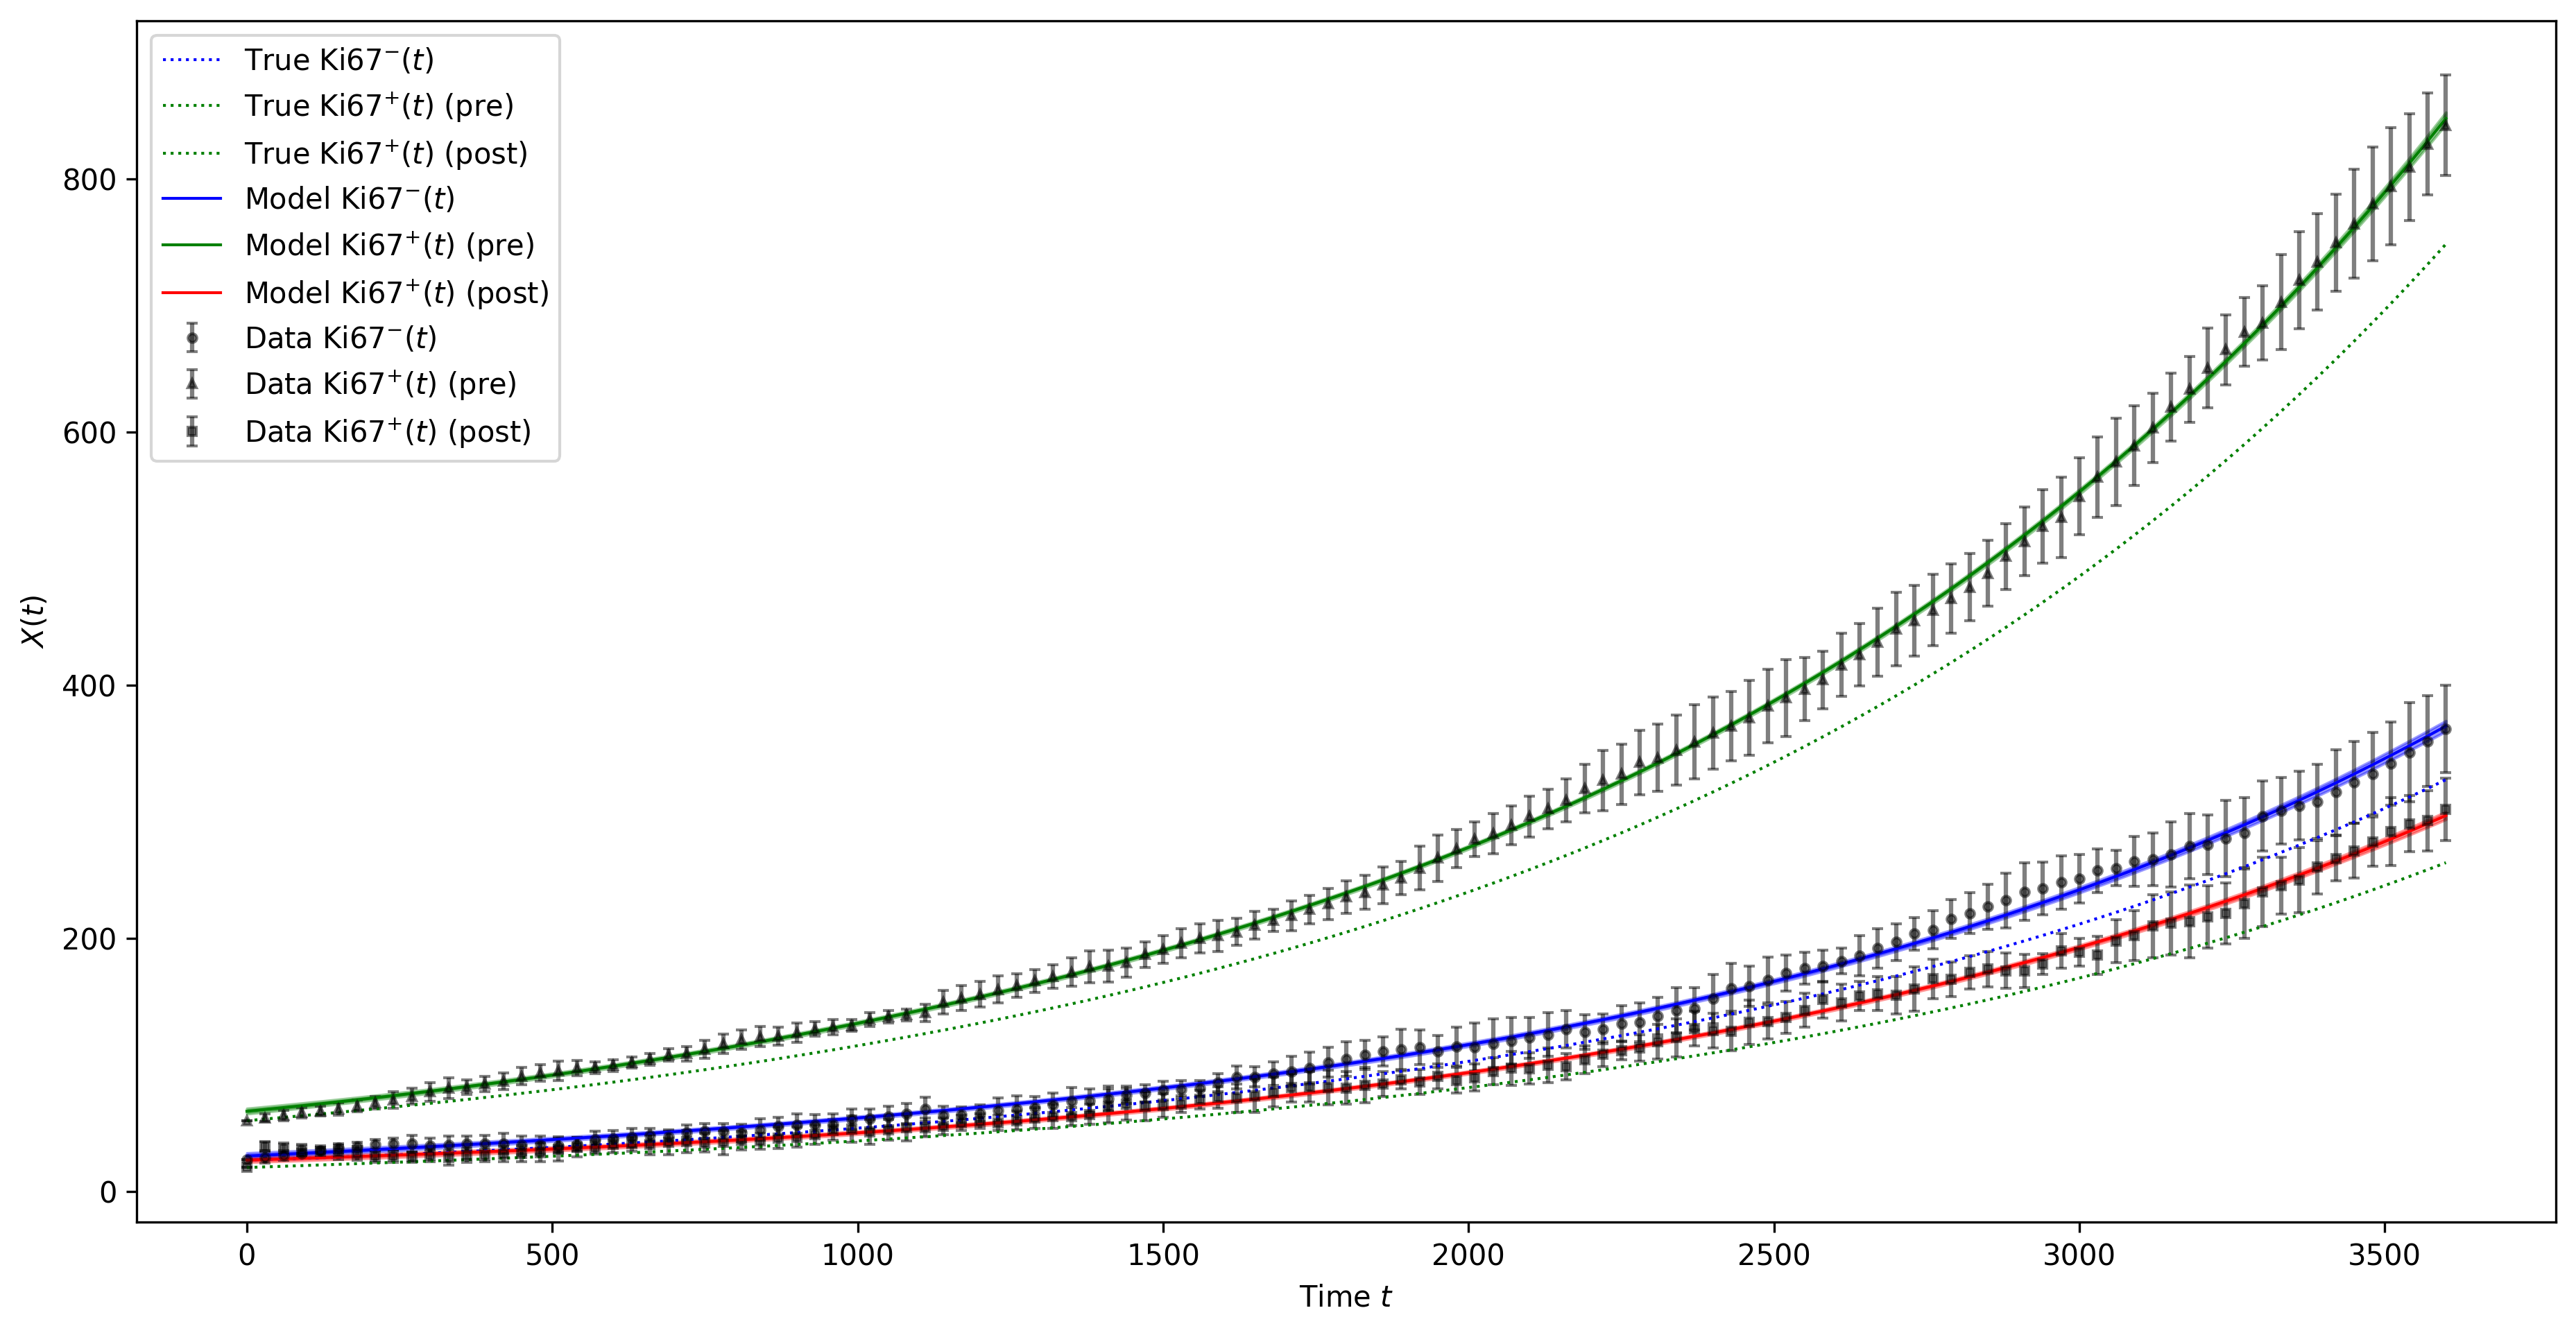 True Ki67⁻(t)
True Ki67⁺(t) (pre)
True Ki67⁺(t) (post)
Model Ki67⁻(t)
Model Ki67⁺(t) (pre)
Model Ki67⁺(t) (post)
Data Ki67⁻(t)
Data Ki67⁺(t) (pre)
Data Ki67⁺(t) (post)
800
600
400
200
0
X(t)
0 500 1000 1500 2000 2500 3000 3500
Time t